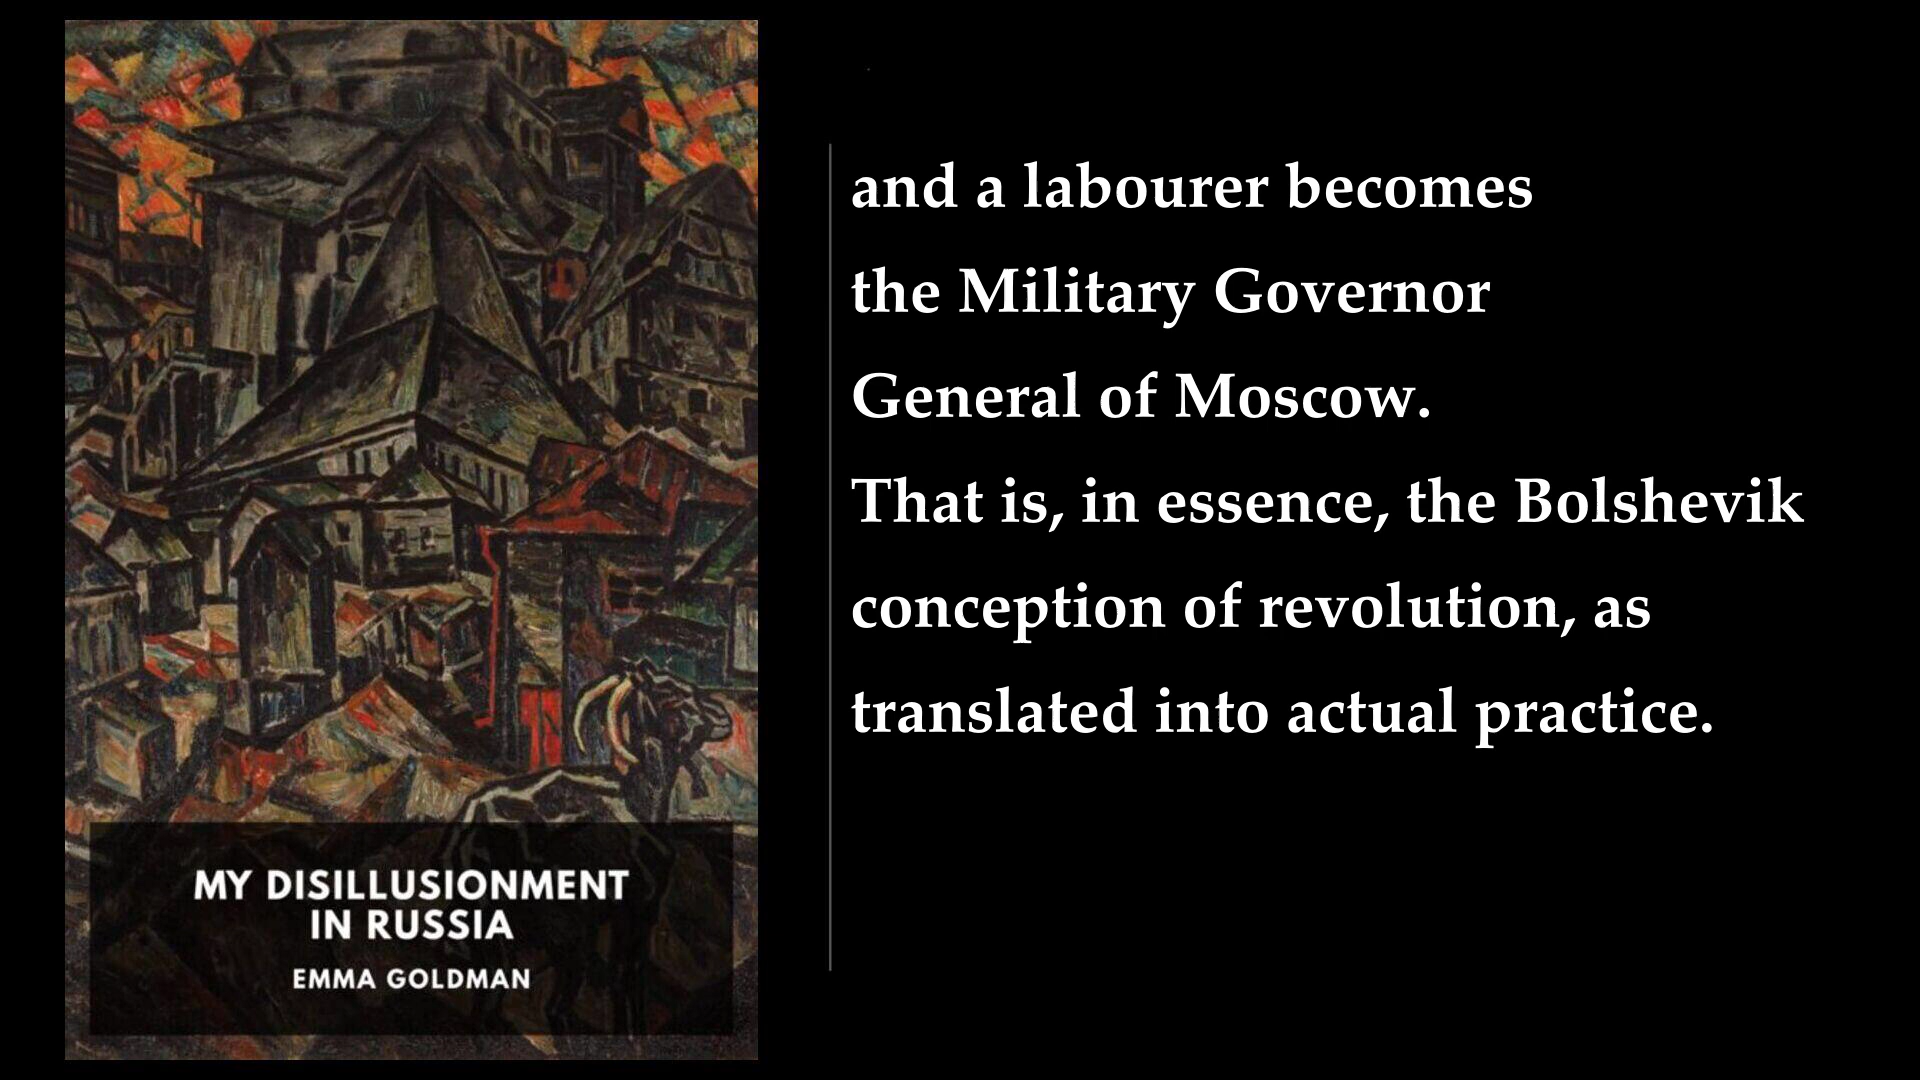 MY DISILLUSIONMENT
IN RUSSIA
EMMA GOLDMAN
and a labourer becomes
the Military Governor
General of Moscow.
That is, in essence, the Bolshevik
conception of revolution, as
translated into actual practice.